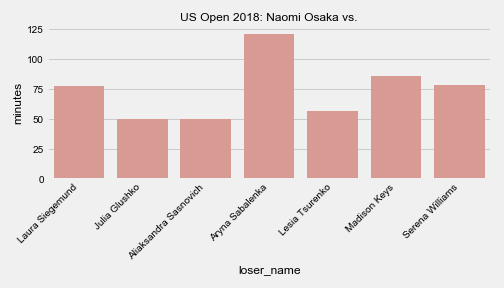 US Open 2018: Naomi Osaka vs.
125
100
75
50
25
0
minutes
Laura Siegemund
Julia Glushko
Aliaksandra Sasnovich
Aryna Sabalenka
Lesia Tsurenko
Madison Keys
Serena Williams
loser_name